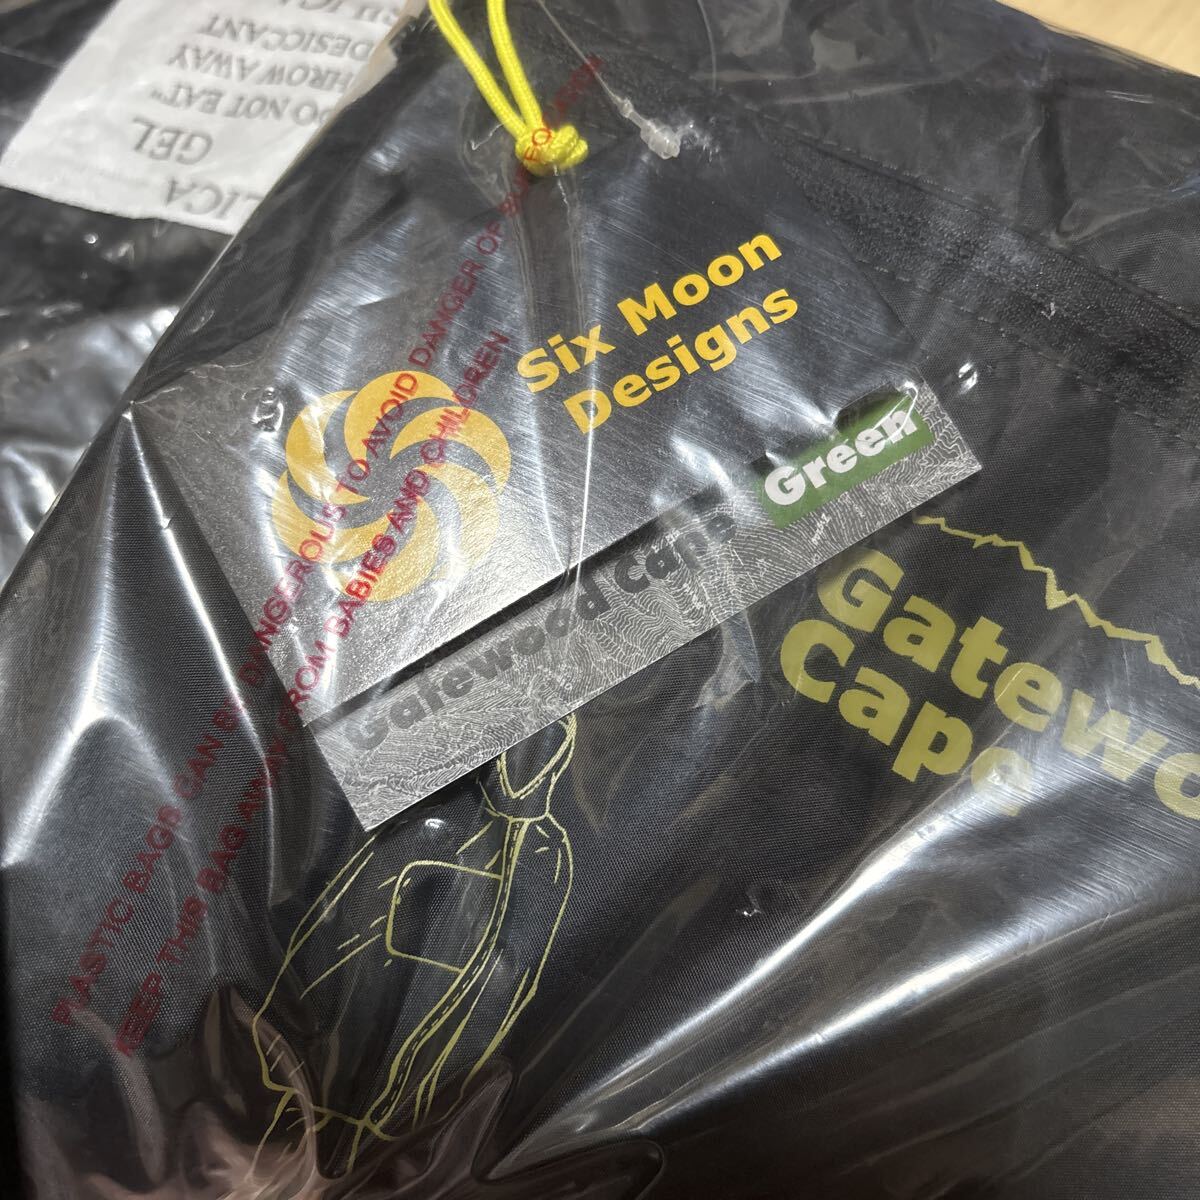 SILICA
GEL
"DO NOT EAT"
THROW AWAY
DESICCANT
Six Moon
Designs
Gatewood Cape
Green
Gatewo
Cape
PLASTIC BAGS CAN BE DANGEROUS TO AVOID DANGER OF
KEEP THIS BAG AWAY FROM BABIES AND CHILDREN